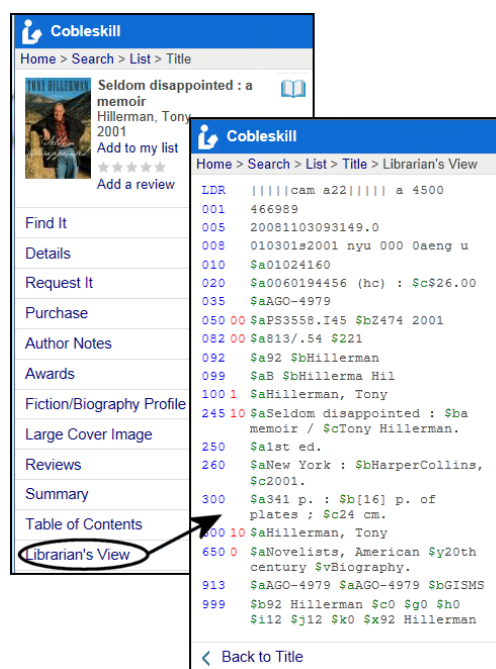 Cobleskill
Home > Search > List > Title
TONY HILLERMAN
Seldom disappointed : a
memoir
Hillerman, Tony
2001
Add to my list
Add a review
Find It
Details
Request It
Purchase
Author Notes
Awards
Fiction/Biography Profile
Large Cover Image
Reviews
Summary
Table of Contents
Librarian's View
Cobleskill
Home > Search > List > Title > Librarian's View
LDR |||||cam a22||||| a 4500
001 466989
005 20081103093149.0
008 010301s2001 nyu 000 0aeng u
010 $a01024160
020 $a0060194456 (hc) : $c$26.00
035 $aAGO-4979
050 00 $aPS3558.I45 $bZ474 2001
082 00 $a813/.54 $221
092 $a92 $bHillerman
099 $aB $bHillerma Hil
100 1 $aHillerman, Tony
245 10 $aSeldom disappointed : $ba
memoir / $cTony Hillerman.
250 $a1st ed.
260 $aNew York : $bHarperCollins,
$c2001.
300 $a341 p. : $b[16] p. of
plates ; $c24 cm.
600 10 $aHillerman, Tony
650 0 $aNovelists, American $y20th
century $vBiography.
913 $aAGO-4979 $aAGO-4979 $bGISMS
999 $b92 Hillerman $c0 $g0 $h0
$i12 $j12 $k0 $x92 Hillerman
Back to Title